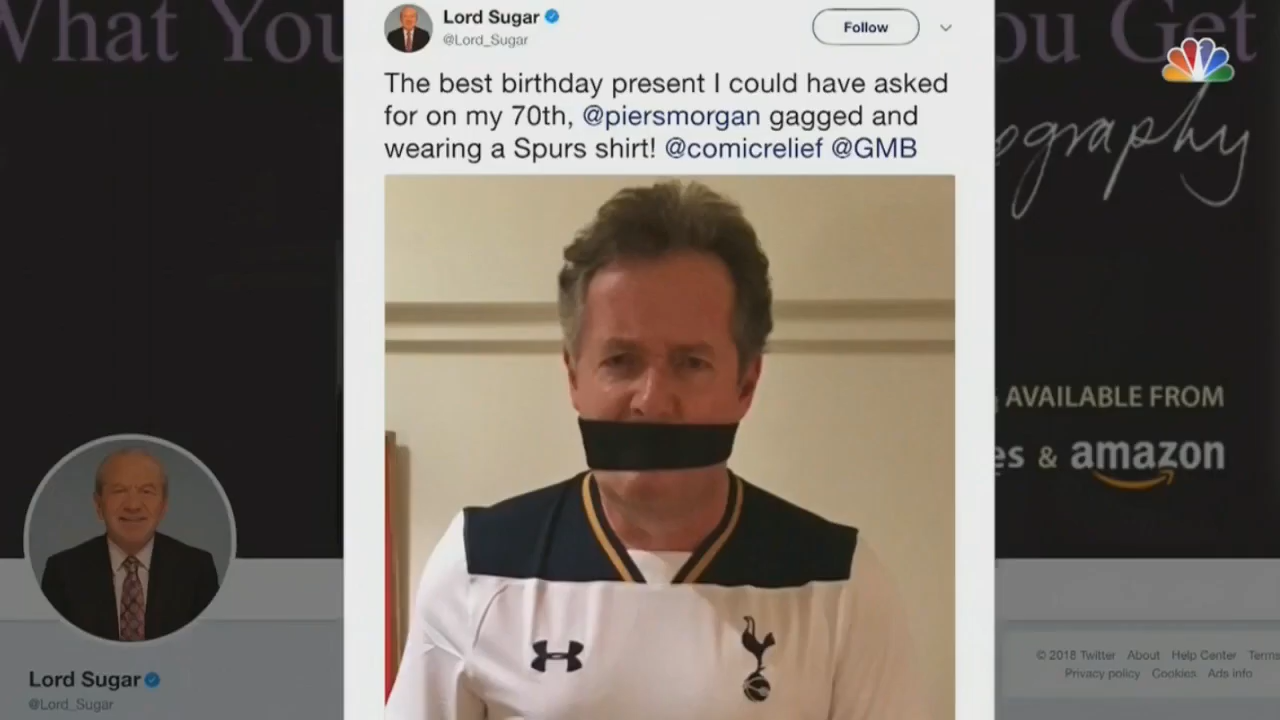 What You
ou Get
Lord Sugar
@Lord_Sugar
Follow
The best birthday present I could have asked
for on my 70th, @piersmorgan gagged and
wearing a Spurs shirt! @comicrelief @GMB
ography
AVAILABLE FROM
es & amazon
Lord Sugar
@Lord_Sugar
© 2018 Twitter About Help Center Terms
Privacy policy Cookies Ads info